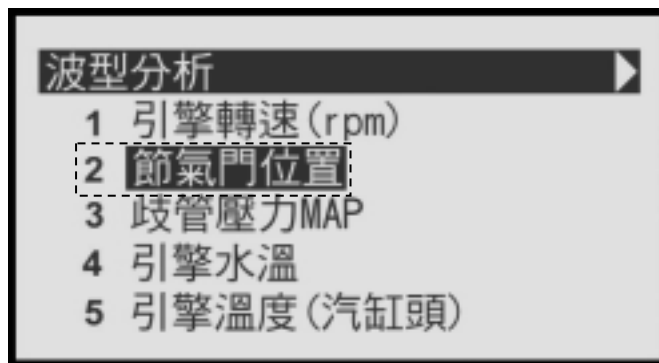 波型分析
1 引擎轉速(rpm)
2 節氣門位置
3 歧管壓力MAP
4 引擎水溫
5 引擎溫度(汽缸頭)